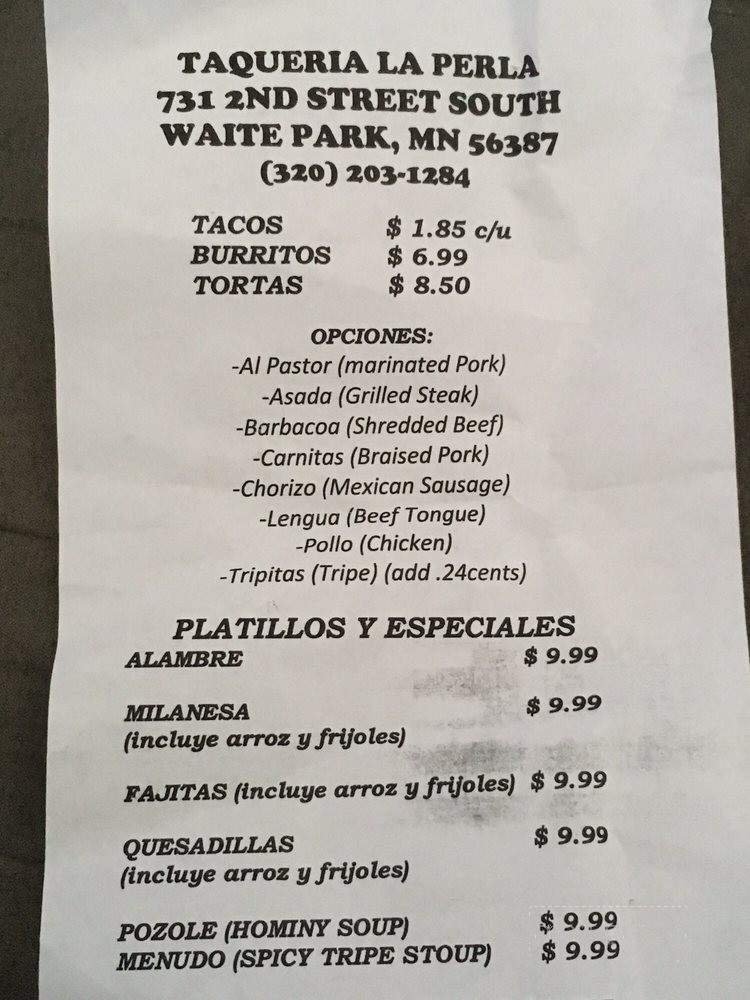 TAQUERIA LA PERLA
731 2ND STREET SOUTH
WAITE PARK, MN 56387
(320) 203-1284
TACOS $ 1.85 c/u
BURRITOS $ 6.99
TORTAS $ 8.50
OPCIONES:
-Al Pastor (marinated Pork)
-Asada (Grilled Steak)
-Barbacoa (Shredded Beef)
-Carnitas (Braised Pork)
-Chorizo (Mexican Sausage)
-Lengua (Beef Tongue)
-Pollo (Chicken)
-Tripitas (Tripe) (add .24cents)
PLATILLOS Y ESPECIALES
ALAMBRE $ 9.99
MILANESA $ 9.99
(incluye arroz y frijoles)
FAJITAS (incluye arroz y frijoles) $ 9.99
QUESADILLAS $ 9.99
(incluye arroz y frijoles)
POZOLE (HOMINY SOUP) $ 9.99
MENUDO (SPICY TRIPE STOUP) $ 9.99